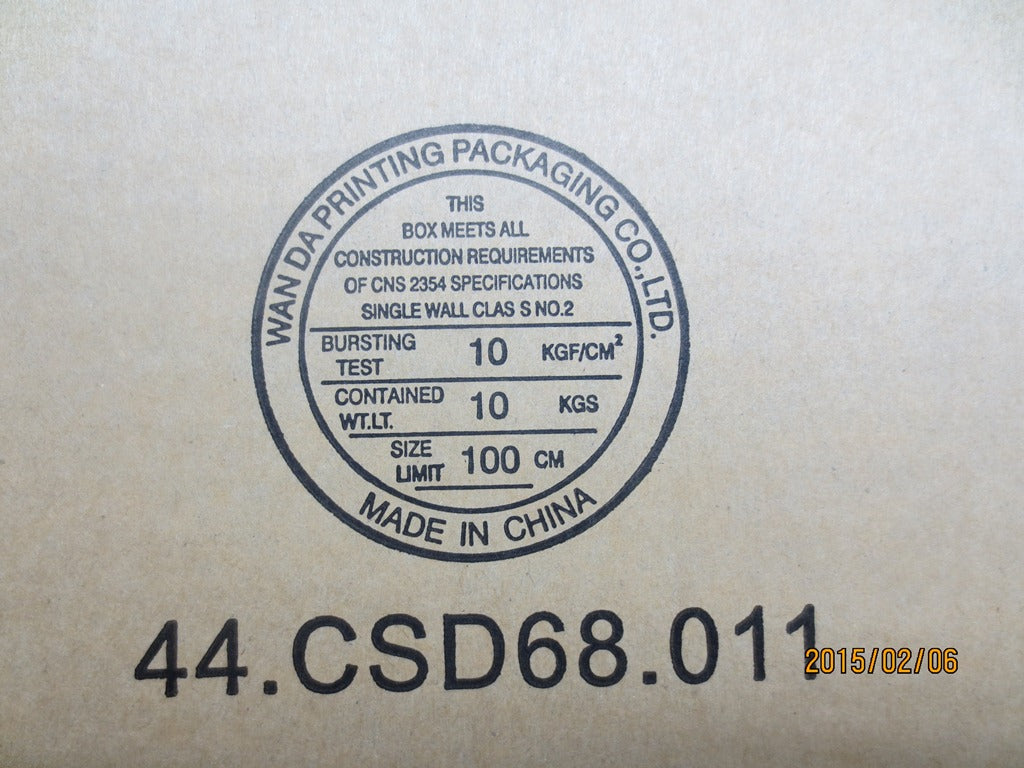 WAN DA PRINTING PACKAGING CO.,LTD.
THIS
BOX MEETS ALL
CONSTRUCTION REQUIREMENTS
OF CNS 2354 SPECIFICATIONS
SINGLE WALL CLAS S NO.2
BURSTING TEST 10 KGF/CM²
CONTAINED WT.LT. 10 KGS
SIZE LIMIT 100 CM
MADE IN CHINA
44.CSD68.011
2015/02/06